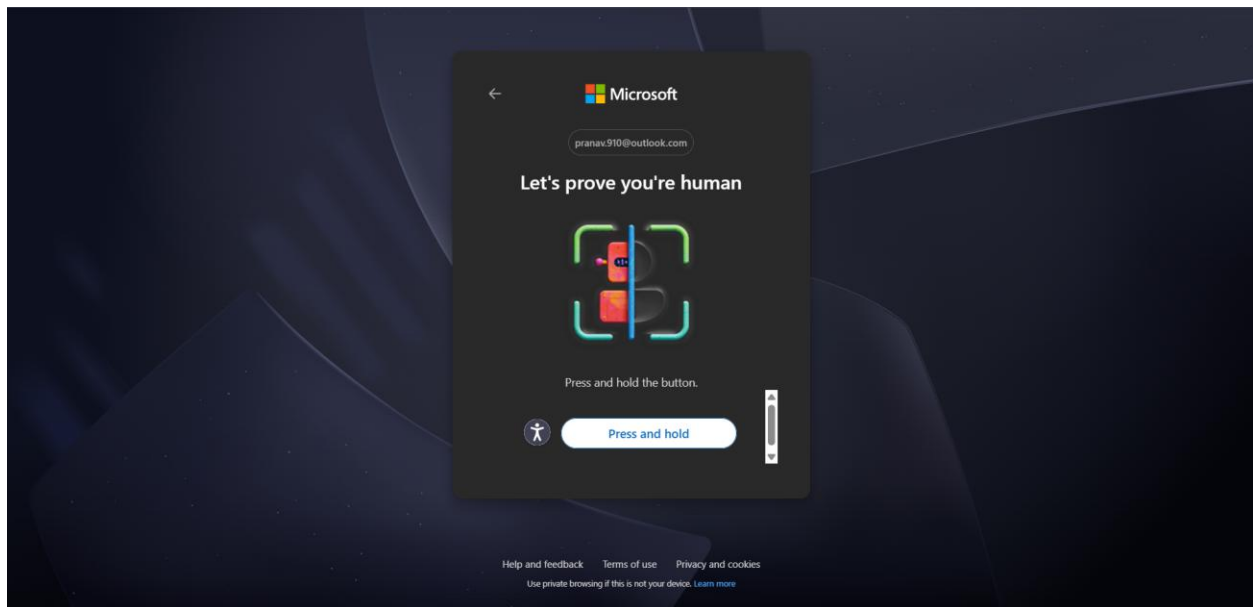 Microsoft
pranav.910@outlook.com
Let's prove you're human
Press and hold the button.
Press and hold
Help and feedback Terms of use Privacy and cookies
Use private browsing if this is not your device. Learn more